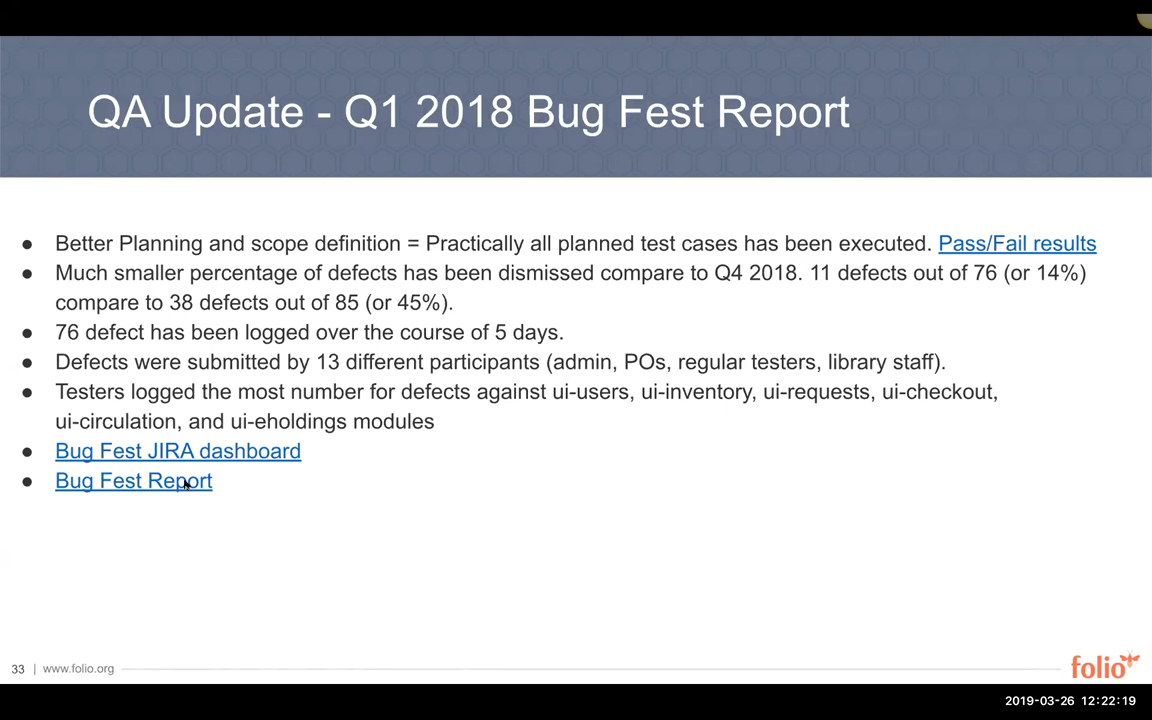 QA Update - Q1 2018 Bug Fest Report
● Better Planning and scope definition = Practically all planned test cases has been executed. Pass/Fail results
● Much smaller percentage of defects has been dismissed compare to Q4 2018. 11 defects out of 76 (or 14%)
compare to 38 defects out of 85 (or 45%).
● 76 defect has been logged over the course of 5 days.
● Defects were submitted by 13 different participants (admin, POs, regular testers, library staff).
● Testers logged the most number for defects against ui-users, ui-inventory, ui-requests, ui-checkout,
ui-circulation, and ui-eholdings modules
● Bug Fest JIRA dashboard
● Bug Fest Report
33 | www.folio.org
folio
2019-03-26 12:22:19